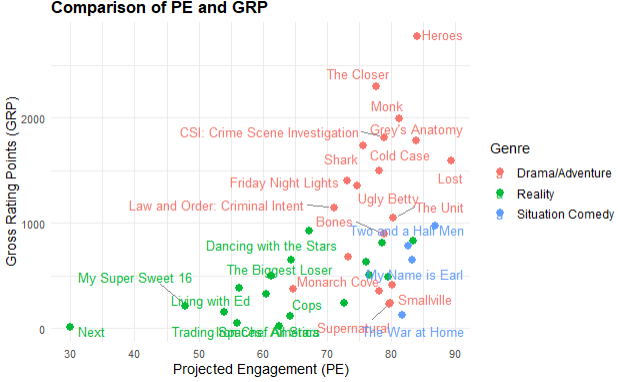 Comparison of PE and GRP
Heroes
The Closer
Monk
CSI: Crime Scene Investigation
Grey's Anatomy
Shark
Cold Case
Lost
Friday Night Lights
Ugly Betty
Law and Order: Criminal Intent
The Unit
Bones
Two and a Half Men
Dancing with the Stars
The Biggest Loser
My Name is Earl
My Super Sweet 16
Monarch Cove
Living with Ed
Cops
Smallville
Supernatural
Next
Trading Spaces
Top Chef
The War at Home
Gross Rating Points (GRP)
2000
1000
0
30
40
50
60
70
80
90
Projected Engagement (PE)
Genre
Drama/Adventure
Reality
Situation Comedy